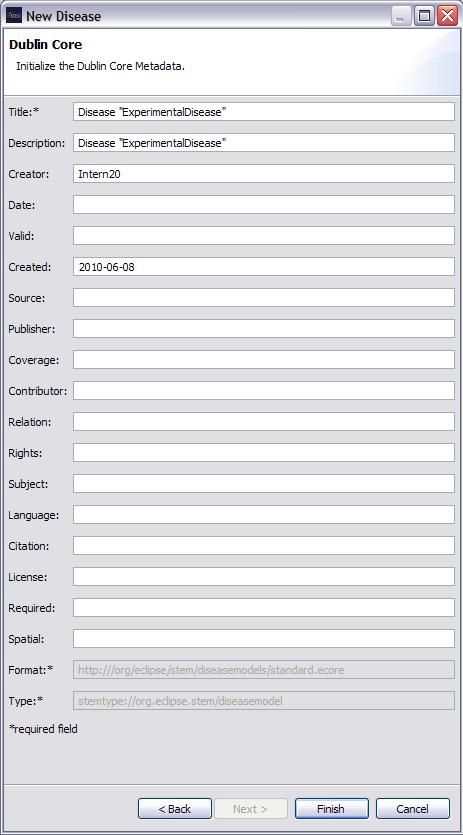 New Disease
Dublin Core
Initialize the Dublin Core Metadata.
Title:* Disease "ExperimentalDisease"
Description: Disease "ExperimentalDisease"
Creator: Intern20
Date:
Valid:
Created: 2010-06-08
Source:
Publisher:
Coverage:
Contributor:
Relation:
Rights:
Subject:
Language:
Citation:
License:
Required:
Spatial:
Format:* http:///org/eclipse/stem/diseasemodels/standard.ecore
Type:* stemtype://org.eclipse.stem/diseasemodel
*required field
< Back Next > Finish Cancel